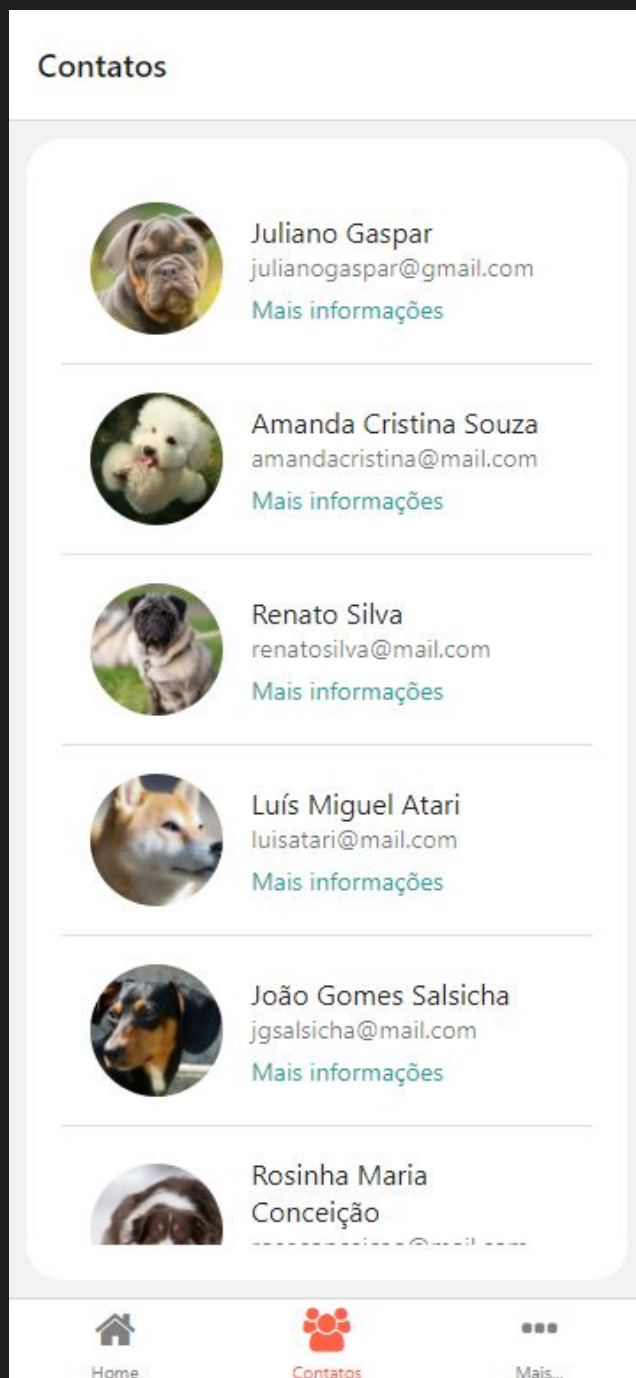 Contatos
Juliano Gaspar
julianogaspar@gmail.com
Mais informações
Amanda Cristina Souza
amandacristina@mail.com
Mais informações
Renato Silva
renatosilva@mail.com
Mais informações
Luís Miguel Atari
luisatari@mail.com
Mais informações
João Gomes Salsicha
jgsalsicha@mail.com
Mais informações
Rosinha Maria
Conceição
Home
Contatos
Mais...